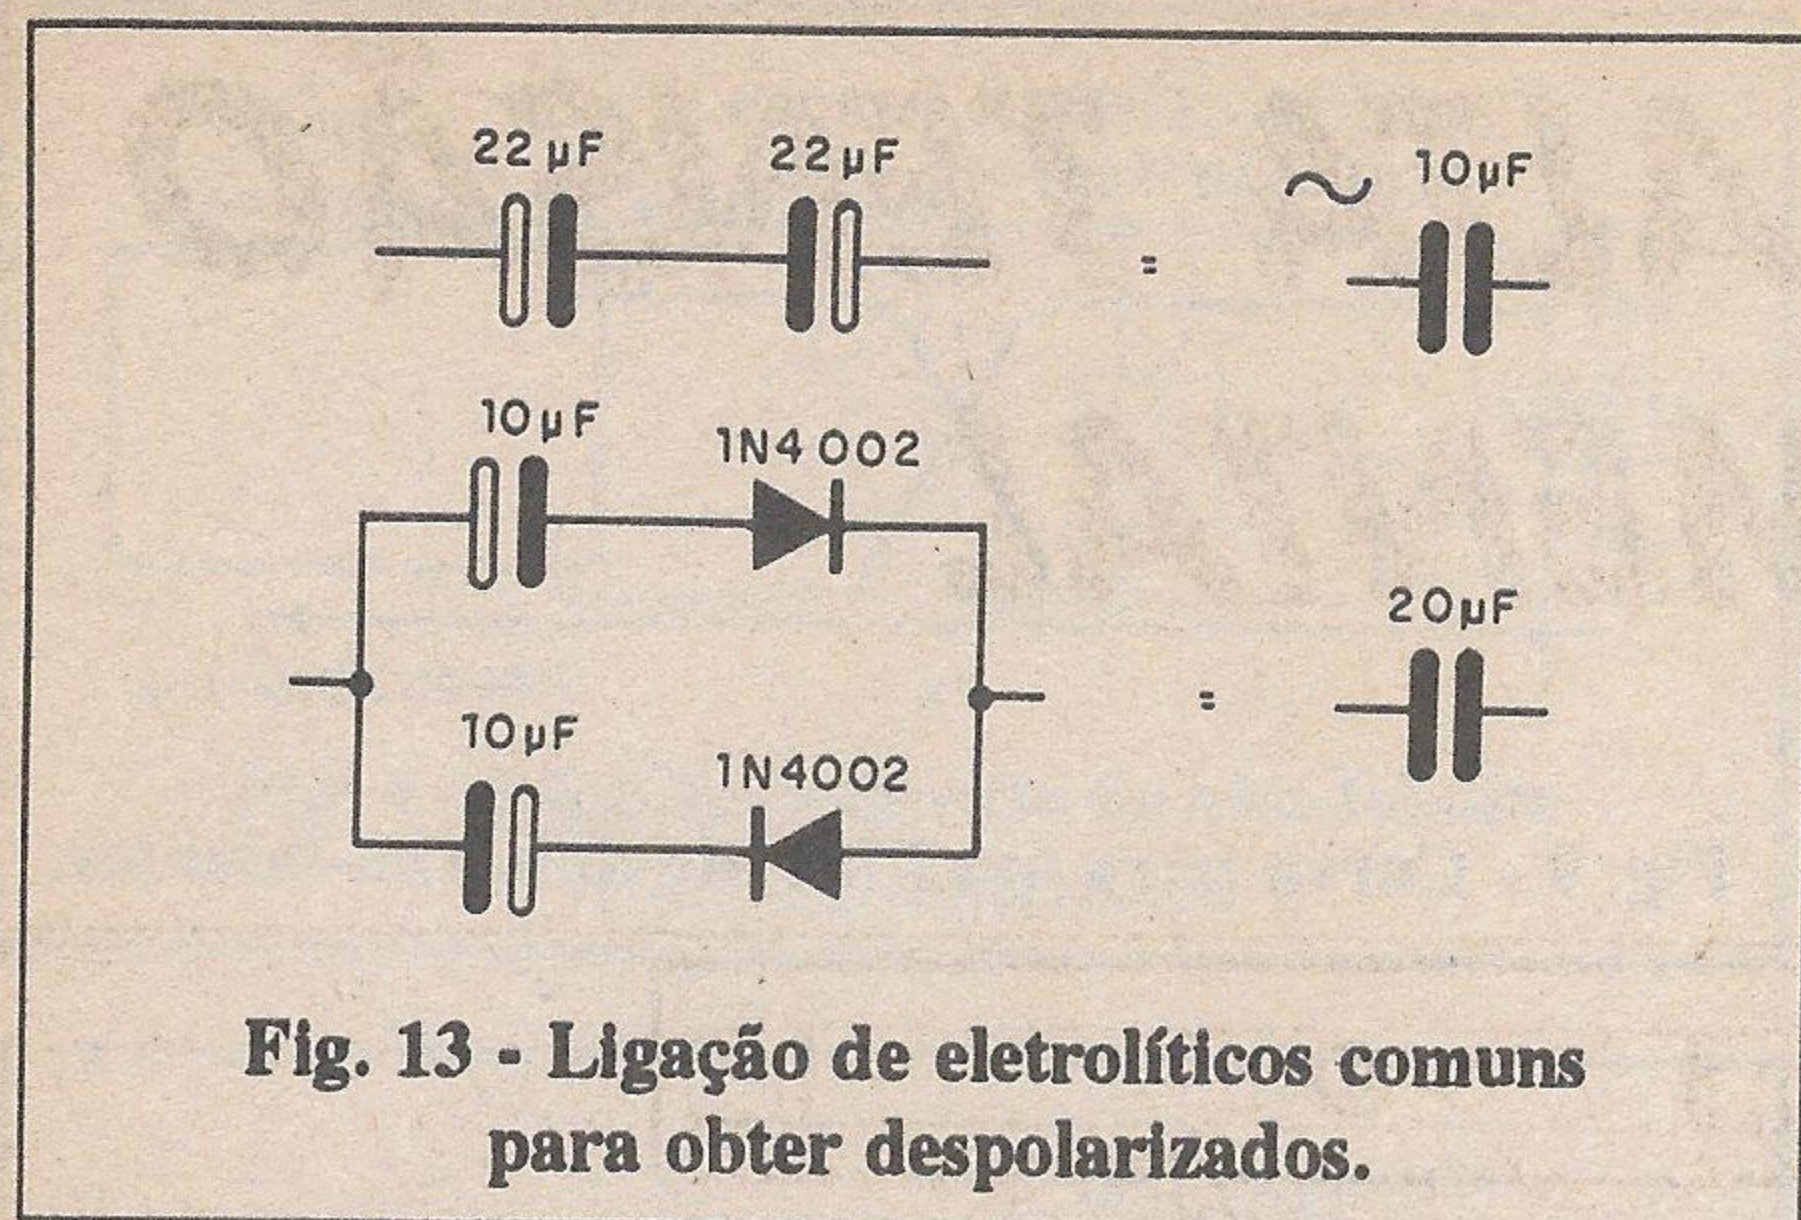 22µF 22µF ~ 10µF
=
10µF 1N4002
20µF
=
10µF 1N4002
Fig. 13 - Ligação de eletrolíticos comuns
para obter despolarizados.